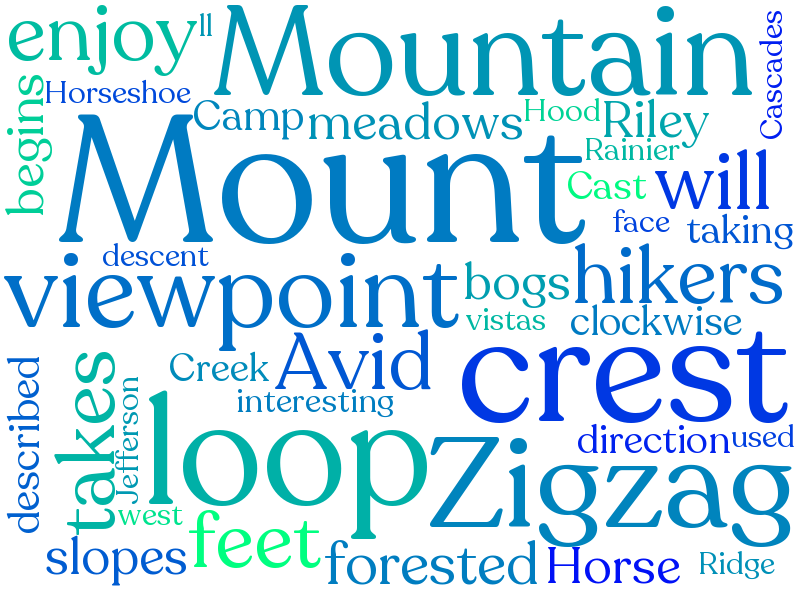 enjoy
ll
Mountain
Cascades
begins
Horseshoe
Camp
meadows
Hood
Riley
Mount
Rainier
Cast
will
face
taking
descent
viewpoint
bogs
hikers
vistas
clockwise
described
takes
Jefferson
Creek
Avid
interesting
crest
loop
direction
used
Zigzag
west
feet
slopes
forested
Horse
Ridge